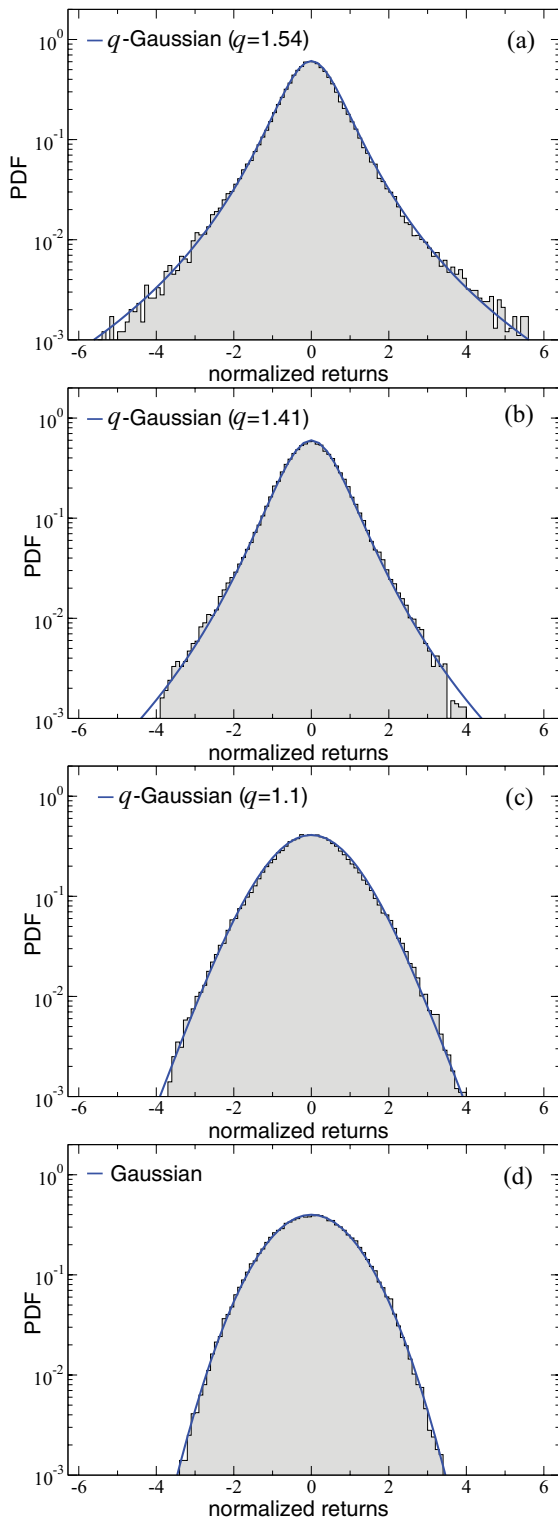 q-Gaussian (q=1.54) (a)
10^0
10^-1
10^-2
10^-3
PDF
-6 -4 -2 0 2 4 6
normalized returns
q-Gaussian (q=1.41) (b)
10^0
10^-1
10^-2
10^-3
PDF
-6 -4 -2 0 2 4 6
normalized returns
q-Gaussian (q=1.1) (c)
10^0
10^-1
10^-2
10^-3
PDF
-6 -4 -2 0 2 4 6
normalized returns
Gaussian (d)
10^0
10^-1
10^-2
10^-3
PDF
-6 -4 -2 0 2 4 6
normalized returns